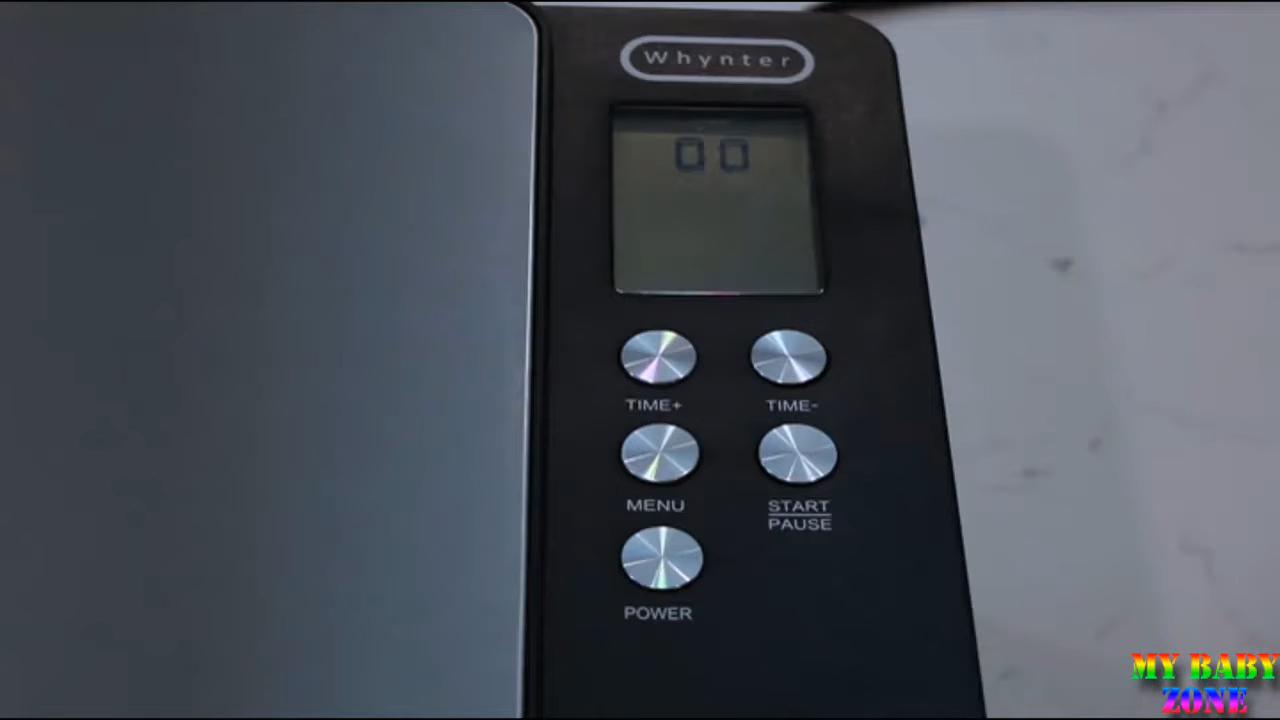 Whynter
00
TIME+ TIME-
MENU START
PAUSE
POWER
MY BABY
ZONE